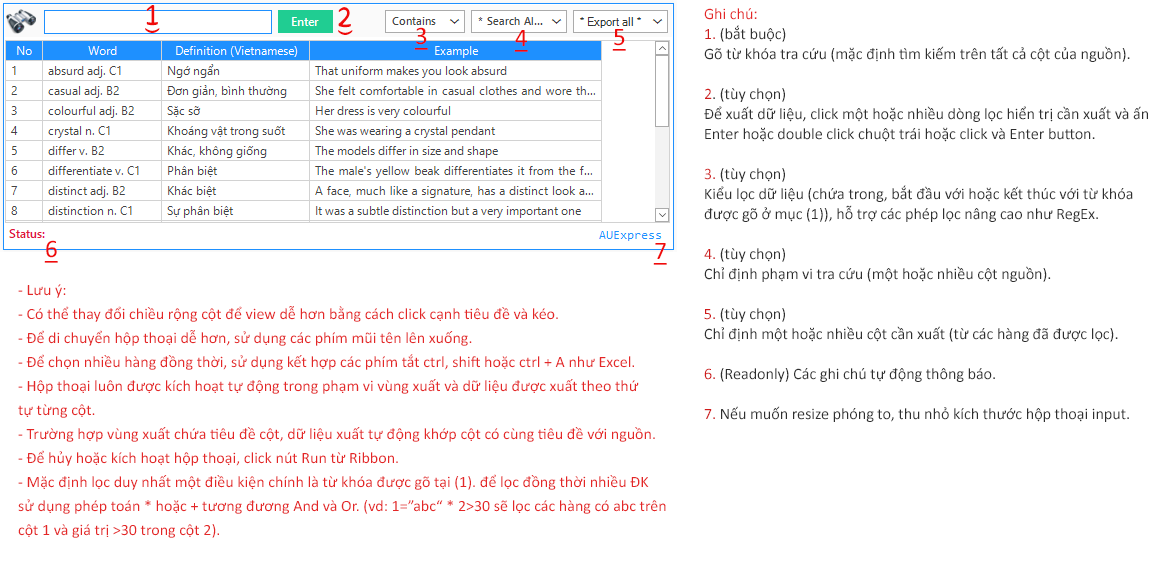 1
Enter
2
Contains
* Search Al...
* Export all *
3
4
5
No Word Definition (Vietnamese) Example
1 absurd adj. C1 Ngớ ngẩn That uniform makes you look absurd
2 casual adj. B2 Đơn giản, bình thường She felt comfortable in casual clothes and wore th...
3 colourful adj. B2 Sặc sỡ Her dress is very colourful
4 crystal n. C1 Khoáng vật trong suốt She was wearing a crystal pendant
5 differ v. B2 Khác, không giống The models differ in size and shape
6 differentiate v. C1 Phân biệt The male's yellow beak differentiates it from the f...
7 distinct adj. B2 Khác biệt A face, much like a signature, has a distinct look a...
8 distinction n. C1 Sự phân biệt It was a subtle distinction but a very important one
Status:
AUExpress
6
7
- Lưu ý:
- Có thể thay đổi chiều rộng cột để view dễ hơn bằng cách click cạnh tiêu đề và kéo.
- Để di chuyển hộp thoại dễ hơn, sử dụng các phím mũi tên lên xuống.
- Để chọn nhiều hàng đồng thời, sử dụng kết hợp các phím tắt ctrl, shift hoặc ctrl + A như Excel.
- Hộp thoại luôn được kích hoạt tự động trong phạm vi vùng xuất và dữ liệu được xuất theo thứ
tự từng cột.
- Trường hợp vùng xuất chứa tiêu đề cột, dữ liệu xuất tự động khớp cột có cùng tiêu đề với nguồn.
- Để hủy hoặc kích hoạt hộp thoại, click nút Run từ Ribbon.
- Mặc định lọc duy nhất một điều kiện chính là từ khóa được gõ tại (1). để lọc đồng thời nhiều ĐK
sử dụng phép toán * hoặc + tương đương And và Or. (vd: 1=”abc“ * 2>30 sẽ lọc các hàng có abc trên
cột 1 và giá trị >30 trong cột 2).
Ghi chú:
1. (bắt buộc)
Gõ từ khóa tra cứu (mặc định tìm kiếm trên tất cả cột của nguồn).
2. (tùy chọn)
Để xuất dữ liệu, click một hoặc nhiều dòng lọc hiển trị cần xuất và ấn
Enter hoặc double click chuột trái hoặc click và Enter button.
3. (tùy chọn)
Kiểu lọc dữ liệu (chứa trong, bắt đầu với hoặc kết thúc với từ khóa
được gõ ở mục (1)), hỗ trợ các phép lọc nâng cao như RegEx.
4. (tùy chọn)
Chỉ định phạm vi tra cứu (một hoặc nhiều cột nguồn).
5. (tùy chọn)
Chỉ định một hoặc nhiều cột cần xuất (từ các hàng đã được lọc).
6. (Readonly) Các ghi chú tự động thông báo.
7. Nếu muốn resize phóng to, thu nhỏ kích thước hộp thoại input.